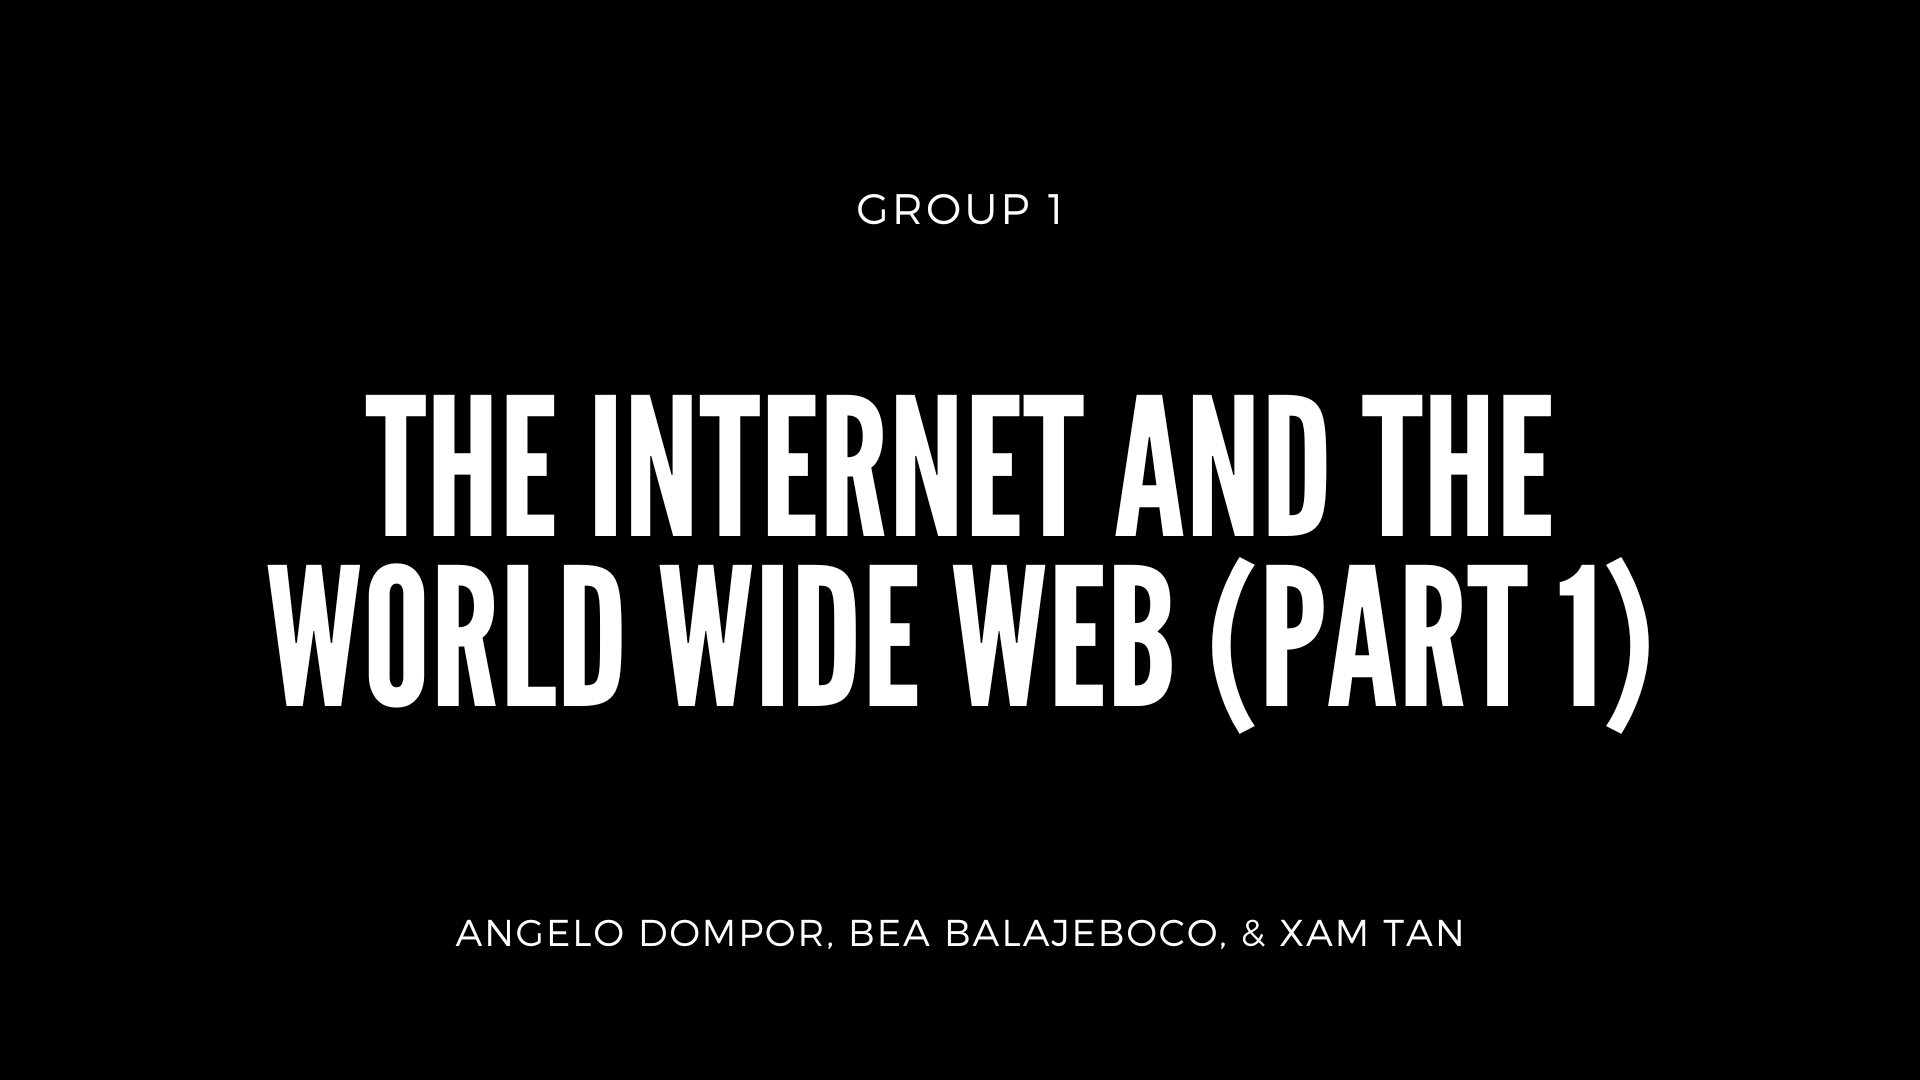 GROUP 1
THE INTERNET AND THE
WORLD WIDE WEB (PART 1)
ANGELO DOMPOR, BEA BALAJEBOCO, & XAM TAN